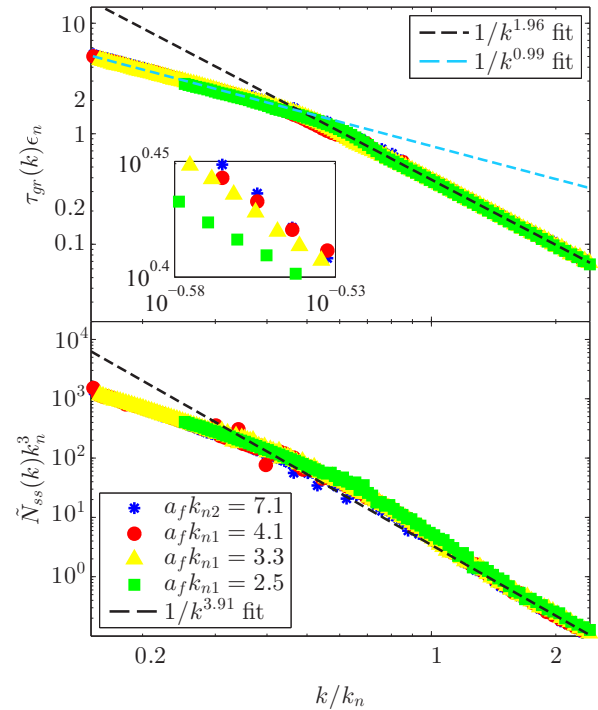 10
2
1
0.2
0.1
τ_gr(k)ϵ_n
1/k^1.96 fit
1/k^0.99 fit
10^0.45
10^0.4
10^−0.58
10^−0.53
10^4
10^3
10^2
10^1
10^0
Ñ_ss(k)k_n^3
a_f k_n2 = 7.1
a_f k_n1 = 4.1
a_f k_n1 = 3.3
a_f k_n1 = 2.5
1/k^3.91 fit
0.2
1
2
k/k_n